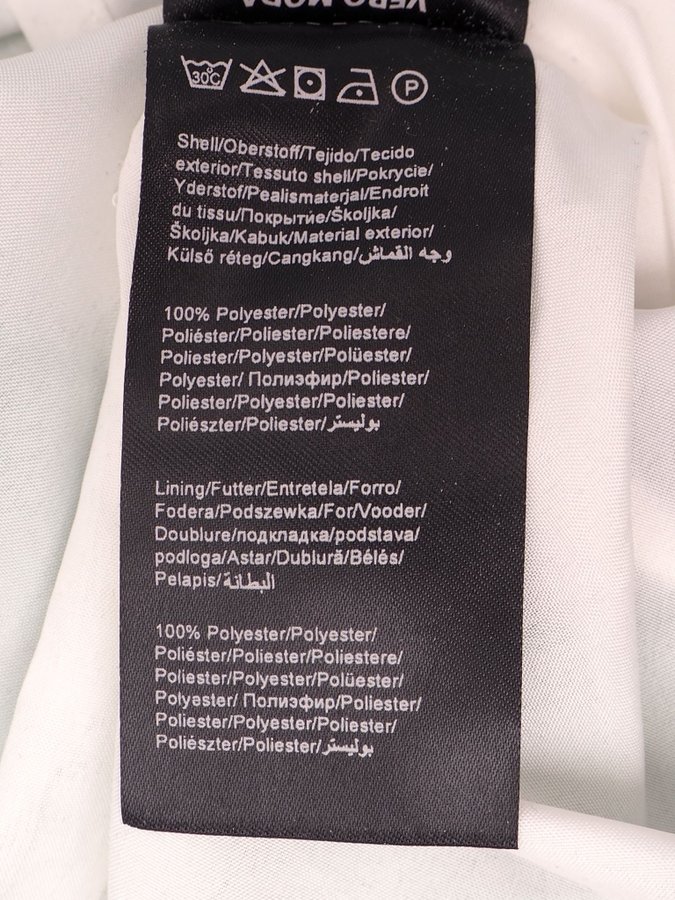 VERO MODA
30°C
P
Shell/Oberstoff/Tejido/Tecido
exterior/Tessuto shell/Pokrycie/
Yderstof/Pealismaterjal/Endroit
du tissu/Покрытие/Školjka/
Školjka/Kabuk/Material exterior/
Külső réteg/Cangkang/وجه القماش
100% Polyester/Polyester/
Poliéster/Poliester/Poliestere/
Poliester/Polyester/Polüester/
Polyester/ Полиэфир/Poliester/
Poliester/Polyester/Polyester/
Poliészter/Poliester/بوليستر
Lining/Futter/Entretela/Forro/
Fodera/Podszewka/For/Vooder/
Doublure/подкладка/podstava/
podloga/Astar/Dublură/Bélés/
Pelapis/البطانة
100% Polyester/Polyester/
Poliéster/Poliester/Poliestere/
Poliester/Polyester/Polüester/
Polyester/ Полиэфир/Poliester/
Poliester/Polyester/Poliester/
Poliészter/Poliester/بوليستر